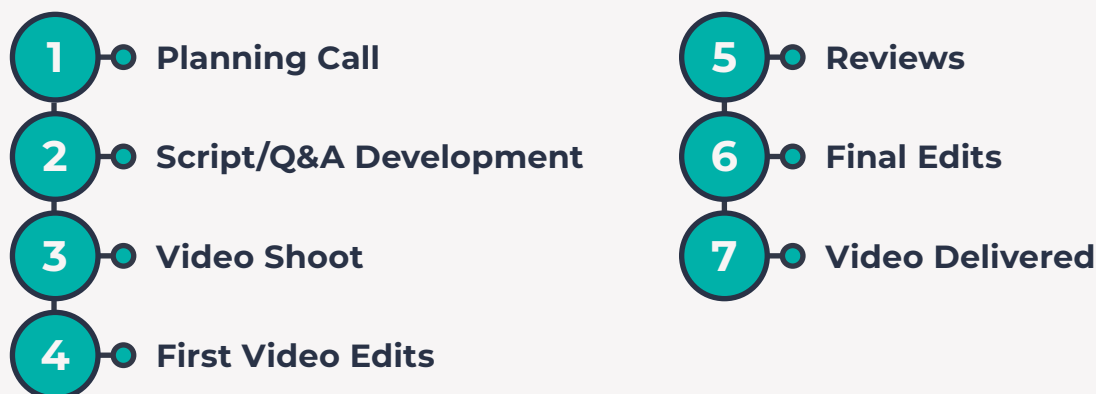 1 Planning Call
2 Script/Q&A Development
3 Video Shoot
4 First Video Edits
5 Reviews
6 Final Edits
7 Video Delivered